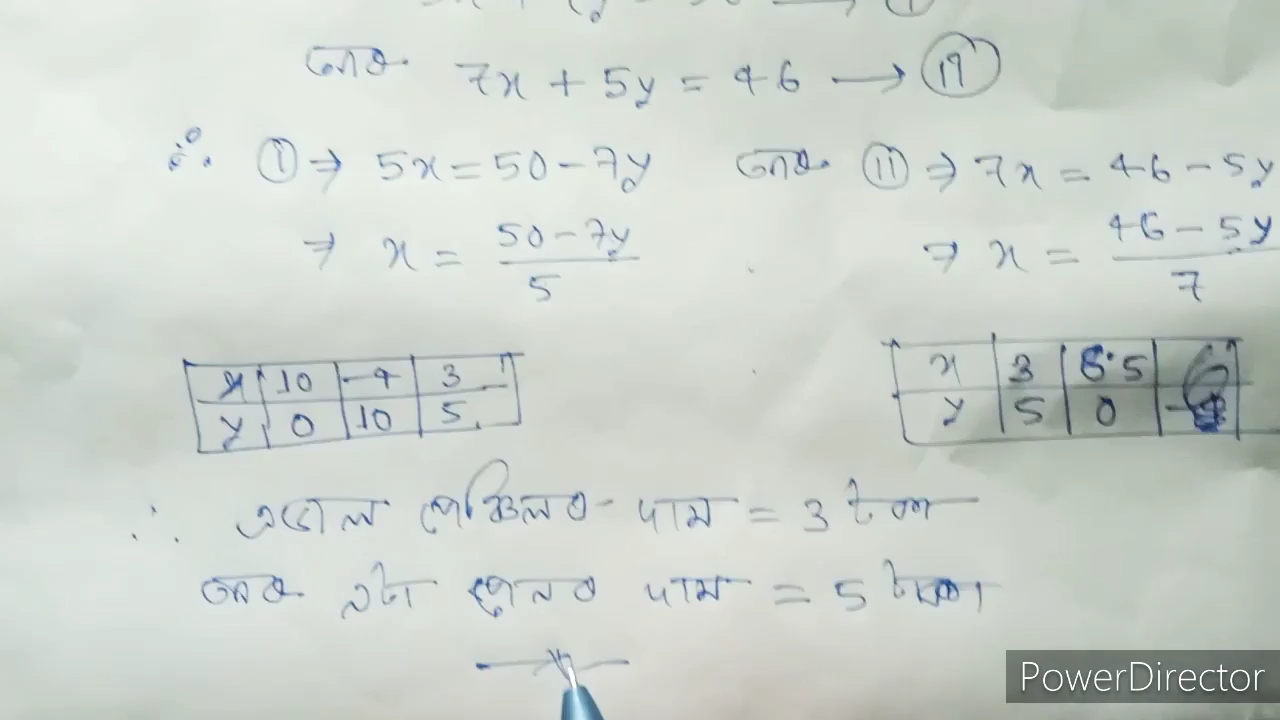 আৰু 7x + 5y = 46 → (ii)
∴ (i) ⇒ 5x = 50 - 7y আৰু (ii) ⇒ 7x = 46 - 5y
⇒ x = (50 - 7y)/5 ⇒ x = (46 - 5y)/7
x 10 -4 3 x 3 6.5
y 0 10 5 y 5 0
∴ এডাল পেঞ্চিলৰ দাম = 3 টকা
আৰু এটা পেনৰ দাম = 5 টকা
PowerDirector